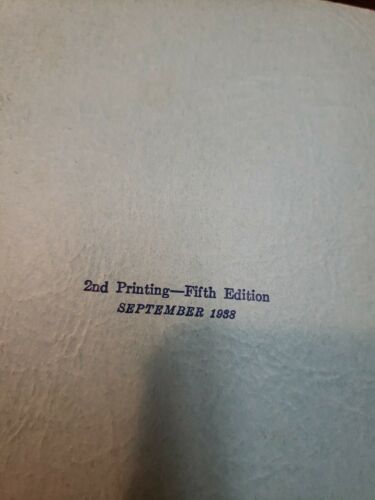 2nd Printing—Fifth Edition
SEPTEMBER 1938